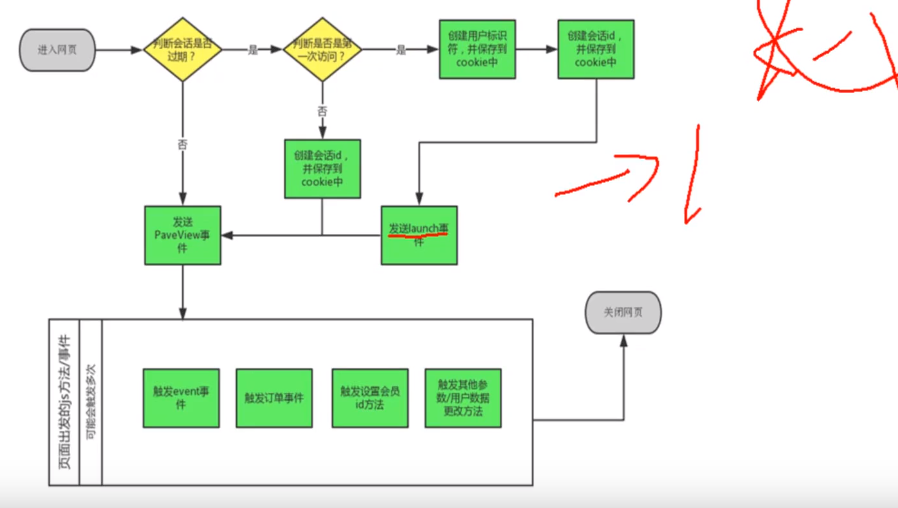 进入网页
判断会话是否
过期？
是
判断是否是第
一次访问？
是
创建用户标识
符，并保存到
cookie中
创建会话id，
并保存到
cookie中
否
否
创建会话id，
并保存到
cookie中
发送
PaveView事
件
发送launch事
件
关闭网页
页面出发的js方法/事件
可能会触发多次
触发event事
件
触发订单事件
触发设置会员
id方法
触发其他参
数/用户数据
更改方法